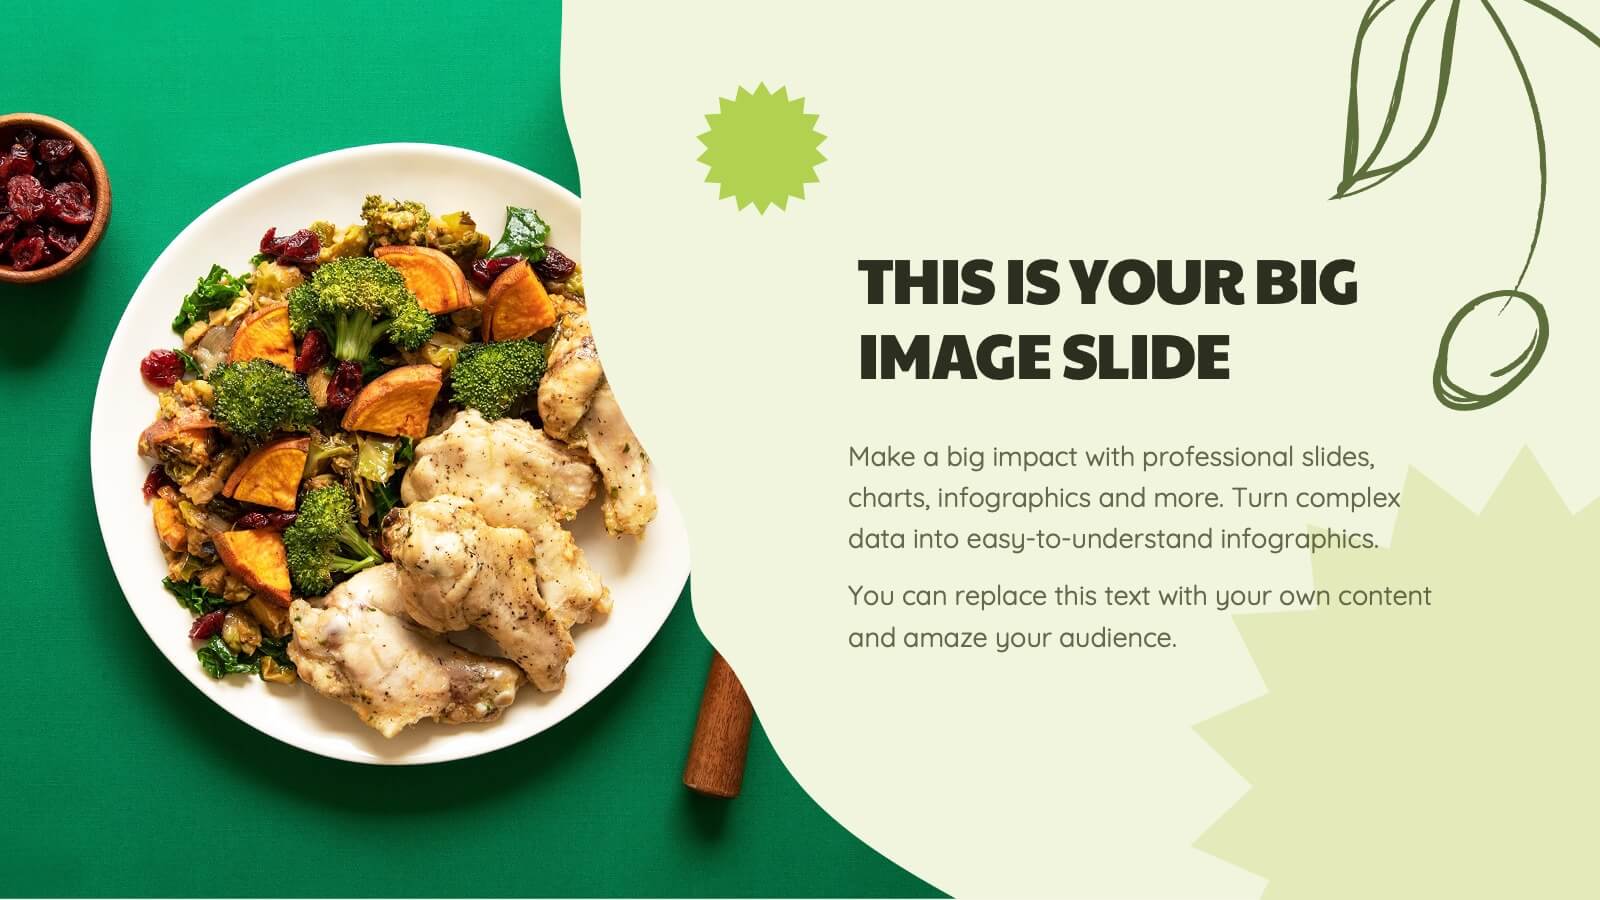 THIS IS YOUR BIG
IMAGE SLIDE
Make a big impact with professional slides,
charts, infographics and more. Turn complex
data into easy-to-understand infographics.
You can replace this text with your own content
and amaze your audience.